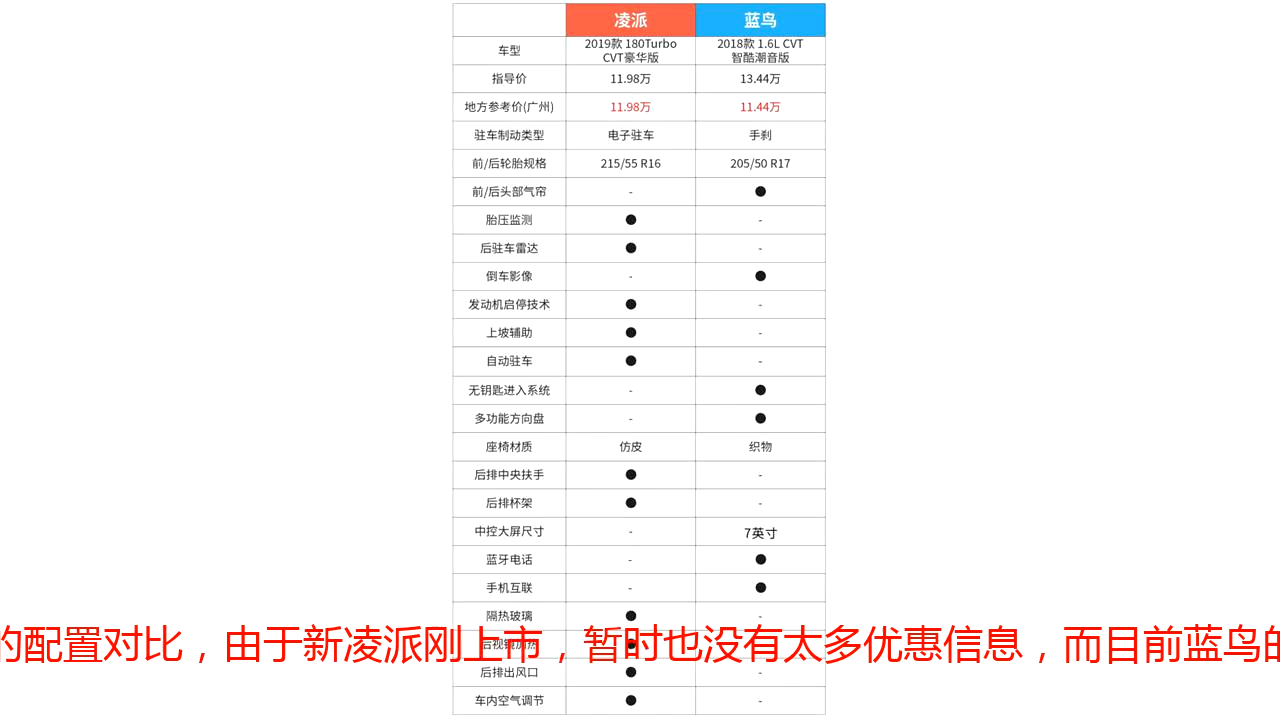 凌派 蓝鸟
车型 2019款 180Turbo CVT豪华版 2018款 1.6L CVT 智酷潮音版
指导价 11.98万 13.44万
地方参考价(广州) 11.98万 11.44万
驻车制动类型 电子驻车 手刹
前/后轮胎规格 215/55 R16 205/50 R17
前/后头部气帘 - ●
胎压监测 ● -
后驻车雷达 ● -
倒车影像 - ●
发动机启停技术 ● -
上坡辅助 ● -
自动驻车 ● -
无钥匙进入系统 - ●
多功能方向盘 - ●
座椅材质 仿皮 织物
后排中央扶手 ● -
后排杯架 ● -
中控大屏尺寸 - 7英寸
蓝牙电话 - ●
手机互联 - ●
隔热玻璃 ● -
后视镜加热 ●
的配置对比，由于新凌派刚上市，暂时也没有太多优惠信息，而目前蓝鸟的
后排出风口 ● -
车内空气调节 ● -